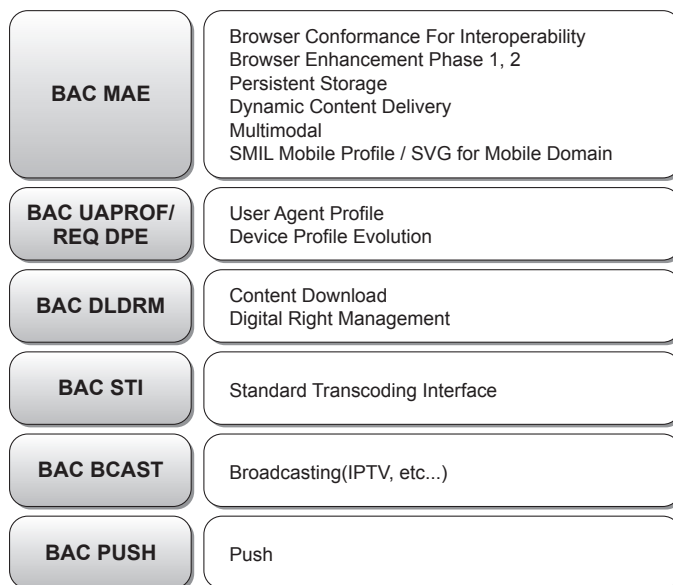 BAC MAE
Browser Conformance For Interoperability
Browser Enhancement Phase 1, 2
Persistent Storage
Dynamic Content Delivery
Multimodal
SMIL Mobile Profile / SVG for Mobile Domain
BAC UAPROF/
REQ DPE
User Agent Profile
Device Profile Evolution
BAC DLDRM
Content Download
Digital Right Management
BAC STI
Standard Transcoding Interface
BAC BCAST
Broadcasting(IPTV, etc...)
BAC PUSH
Push